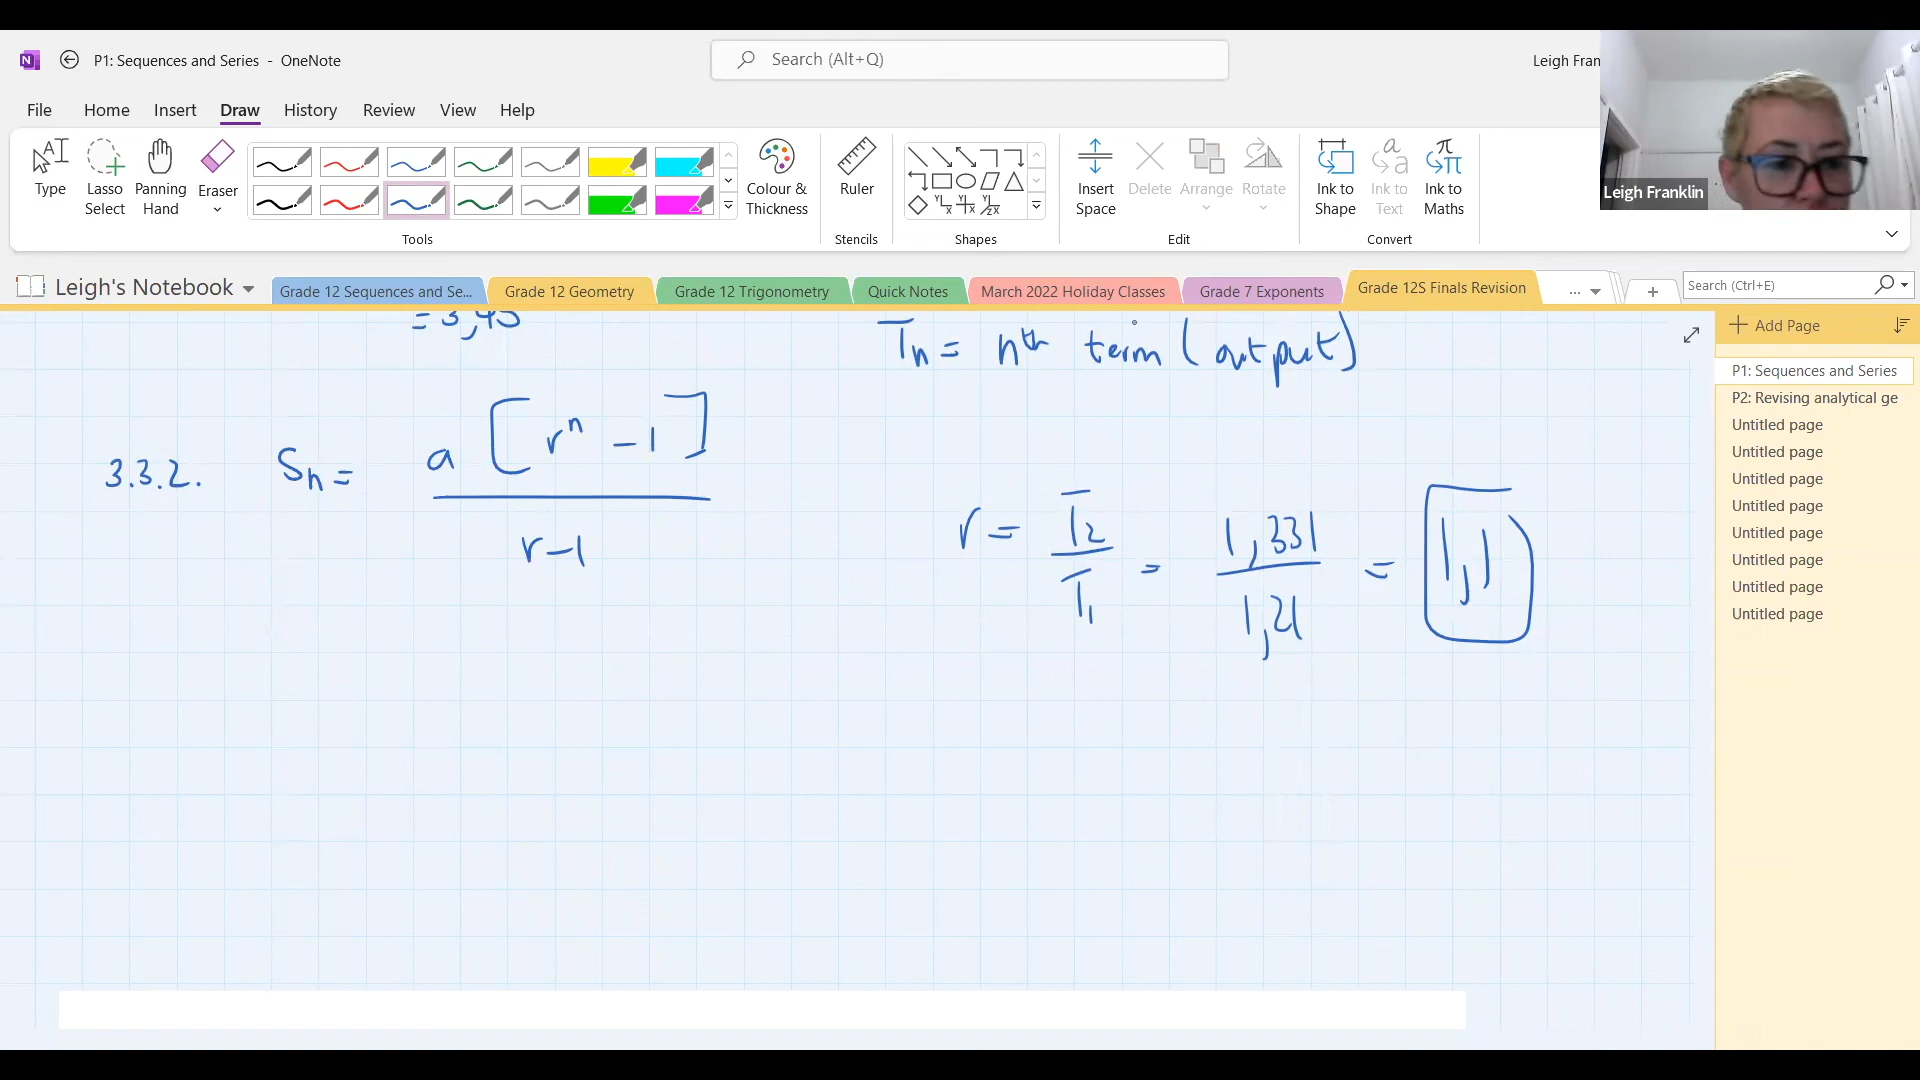 P1: Sequences and Series - OneNote
Search (Alt+Q)
Leigh Fran
Leigh Franklin
File Home Insert Draw History Review View Help
Type
Lasso Select
Panning Hand
Eraser
Colour & Thickness
Ruler
Insert Space
Delete
Arrange
Rotate
Ink to Shape
Ink to Text
Ink to Maths
Tools Stencils Shapes Edit Convert
Leigh's Notebook
Grade 12 Sequences and Se...
Grade 12 Geometry
Grade 12 Trigonometry
Quick Notes
March 2022 Holiday Classes
Grade 7 Exponents
Grade 12S Finals Revision
...
Search (Ctrl+E)
Add Page
P1: Sequences and Series
P2: Revising analytical ge
Untitled page
Untitled page
Untitled page
Untitled page
Untitled page
Untitled page
Untitled page
Untitled page
Tn = nth term (output)
3.3.2. Sn = a[r^n - 1] / r-1
r = T2/T1 = 1,331/1,21 = 1,1